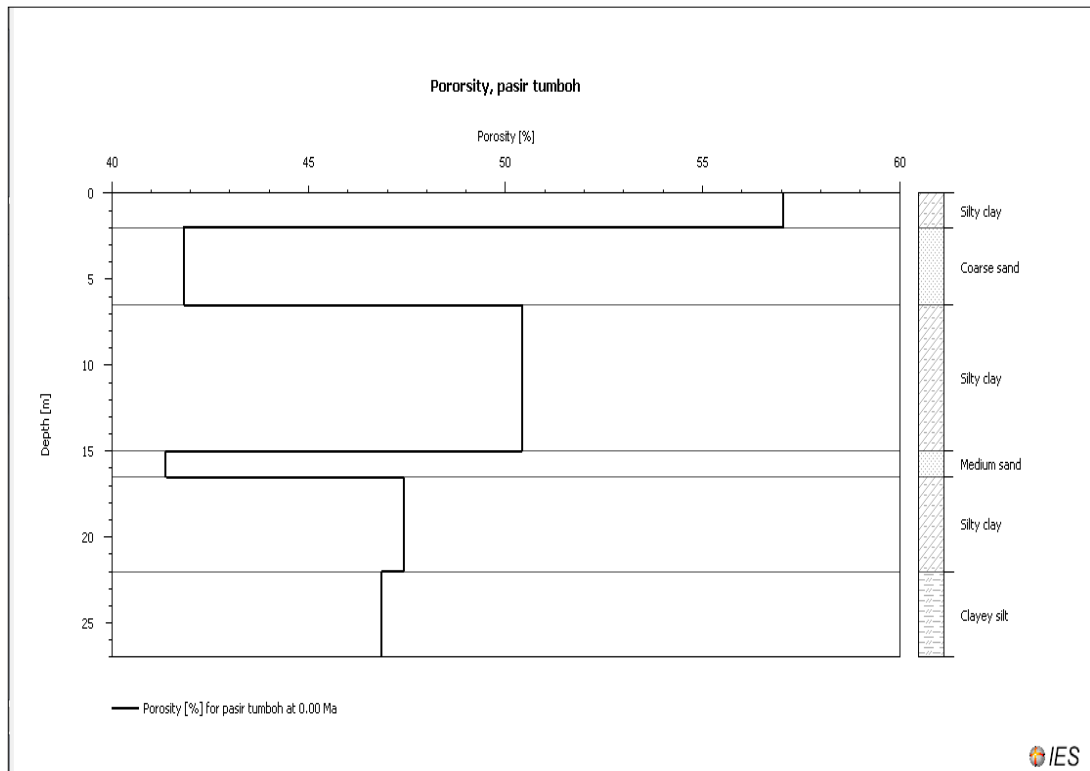 Pororsity, pasir tumboh
Porosity [%]
40 45 50 55 60
0
5
10
15
20
25
Depth [m]
Silty clay
Coarse sand
Silty clay
Medium sand
Silty clay
Clayey silt
Porosity [%] for pasir tumboh at 0.00 Ma
IES